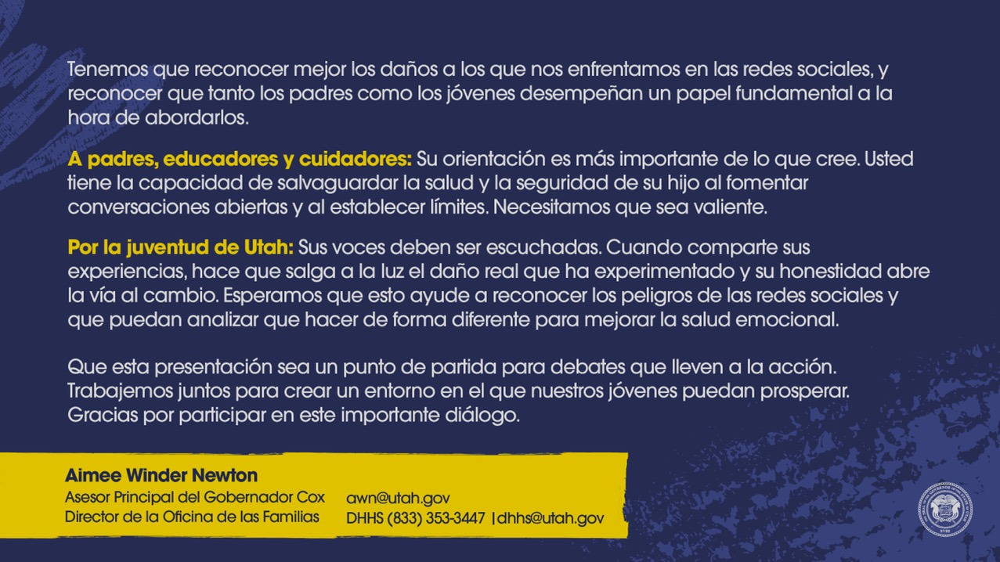 Tenemos que reconocer mejor los daños a los que nos enfrentamos en las redes sociales, y
reconocer que tanto los padres como los jóvenes desempeñan un papel fundamental a la
hora de abordarlos.
A padres, educadores y cuidadores: Su orientación es más importante de lo que cree. Usted
tiene la capacidad de salvaguardar la salud y la seguridad de su hijo al fomentar
conversaciones abiertas y al establecer límites. Necesitamos que sea valiente.
Por la juventud de Utah: Sus voces deben ser escuchadas. Cuando comparte sus
experiencias, hace que salga a la luz el daño real que ha experimentado y su honestidad abre
la vía al cambio. Esperamos que esto ayude a reconocer los peligros de las redes sociales y
que puedan analizar que hacer de forma diferente para mejorar la salud emocional.
Que esta presentación sea un punto de partida para debates que lleven a la acción.
Trabajemos juntos para crear un entorno en el que nuestros jóvenes puedan prosperar.
Gracias por participar en este importante diálogo.
Aimee Winder Newton
Asesor Principal del Gobernador Cox
Director de la Oficina de las Familias
awn@utah.gov
DHHS (833) 353-3447 | dhhs@utah.gov
XVIII